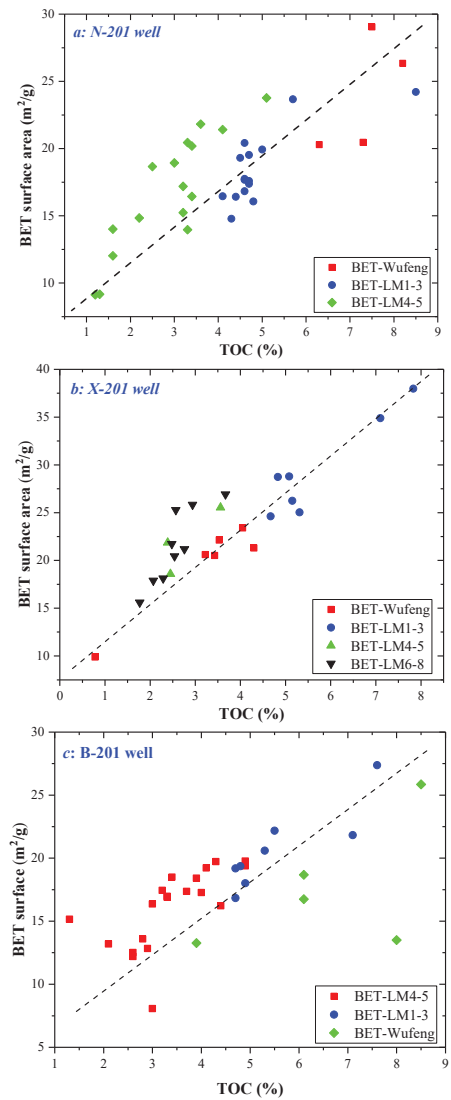 a: N-201 well
30
25
20
15
10
BET surface area (m²/g)
BET-Wufeng
BET-LM1-3
BET-LM4-5
1 2 3 4 5 6 7 8 9
TOC (%)
b: X-201 well
40
35
30
25
20
15
10
BET surface area (m²/g)
BET-Wufeng
BET-LM1-3
BET-LM4-5
BET-LM6-8
0 1 2 3 4 5 6 7 8
TOC (%)
c: B-201 well
30
25
20
15
10
5
BET surface (m²/g)
BET-LM4-5
BET-LM1-3
BET-Wufeng
1 2 3 4 5 6 7 8 9
TOC (%)